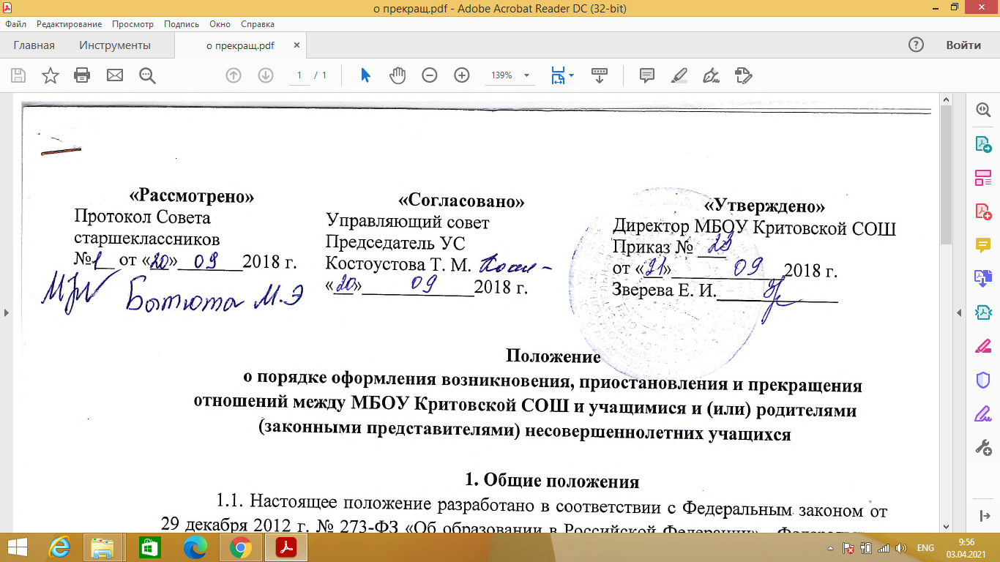 о прекращ.pdf - Adobe Acrobat Reader DC (32-bit)
Файл Редактирование Просмотр Подпись Окно Справка
Главная Инструменты о прекращ.pdf × Войти
1 / 1 139%
«Рассмотрено»
Протокол Совета
старшеклассников
№1 от «20» 09 2018 г.
Батюта М.Э
«Согласовано»
Управляющий совет
Председатель УС
Костоустова Т. М.
«20» 09 2018 г.
«Утверждено»
Директор МБОУ Критовской СОШ
Приказ № 23
от «21» 09 2018 г.
Зверева Е. И.
Положение
о порядке оформления возникновения, приостановления и прекращения
отношений между МБОУ Критовской СОШ и учащимися и (или) родителями
(законными представителями) несовершеннолетних учащихся
1. Общие положения
1.1. Настоящее положение разработано в соответствии с Федеральным законом от
29 декабря 2012 г. № 273-ФЗ «Об образовании в Российской Федерации»
ENG
9:56
03.04.2021